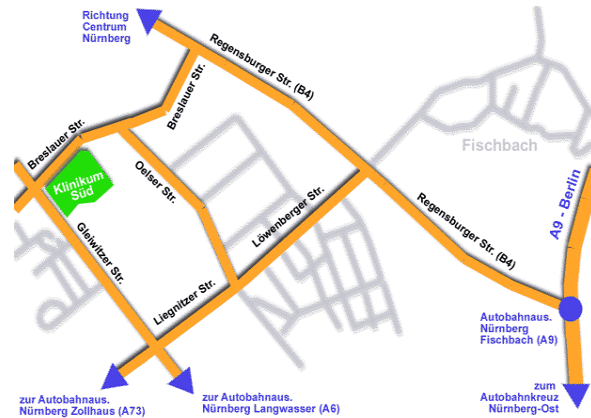 Richtung
Centrum
Nürnberg
Regensburger Str. (B4)
Breslauer Str.
Breslauer Str.
Fischbach
Klinikum
Süd
Oelser Str.
A9 - Berlin
Löwenberger Str.
Regensburger Str. (B4)
Gleiwitzer Str.
Liegnitzer Str.
Autobahnaus.
Nürnberg
Fischbach (A9)
zur Autobahnaus.
Nürnberg Zollhaus (A73)
zur Autobahnaus.
Nürnberg Langwasser (A6)
zum
Autobahnkreuz
Nürnberg-Ost